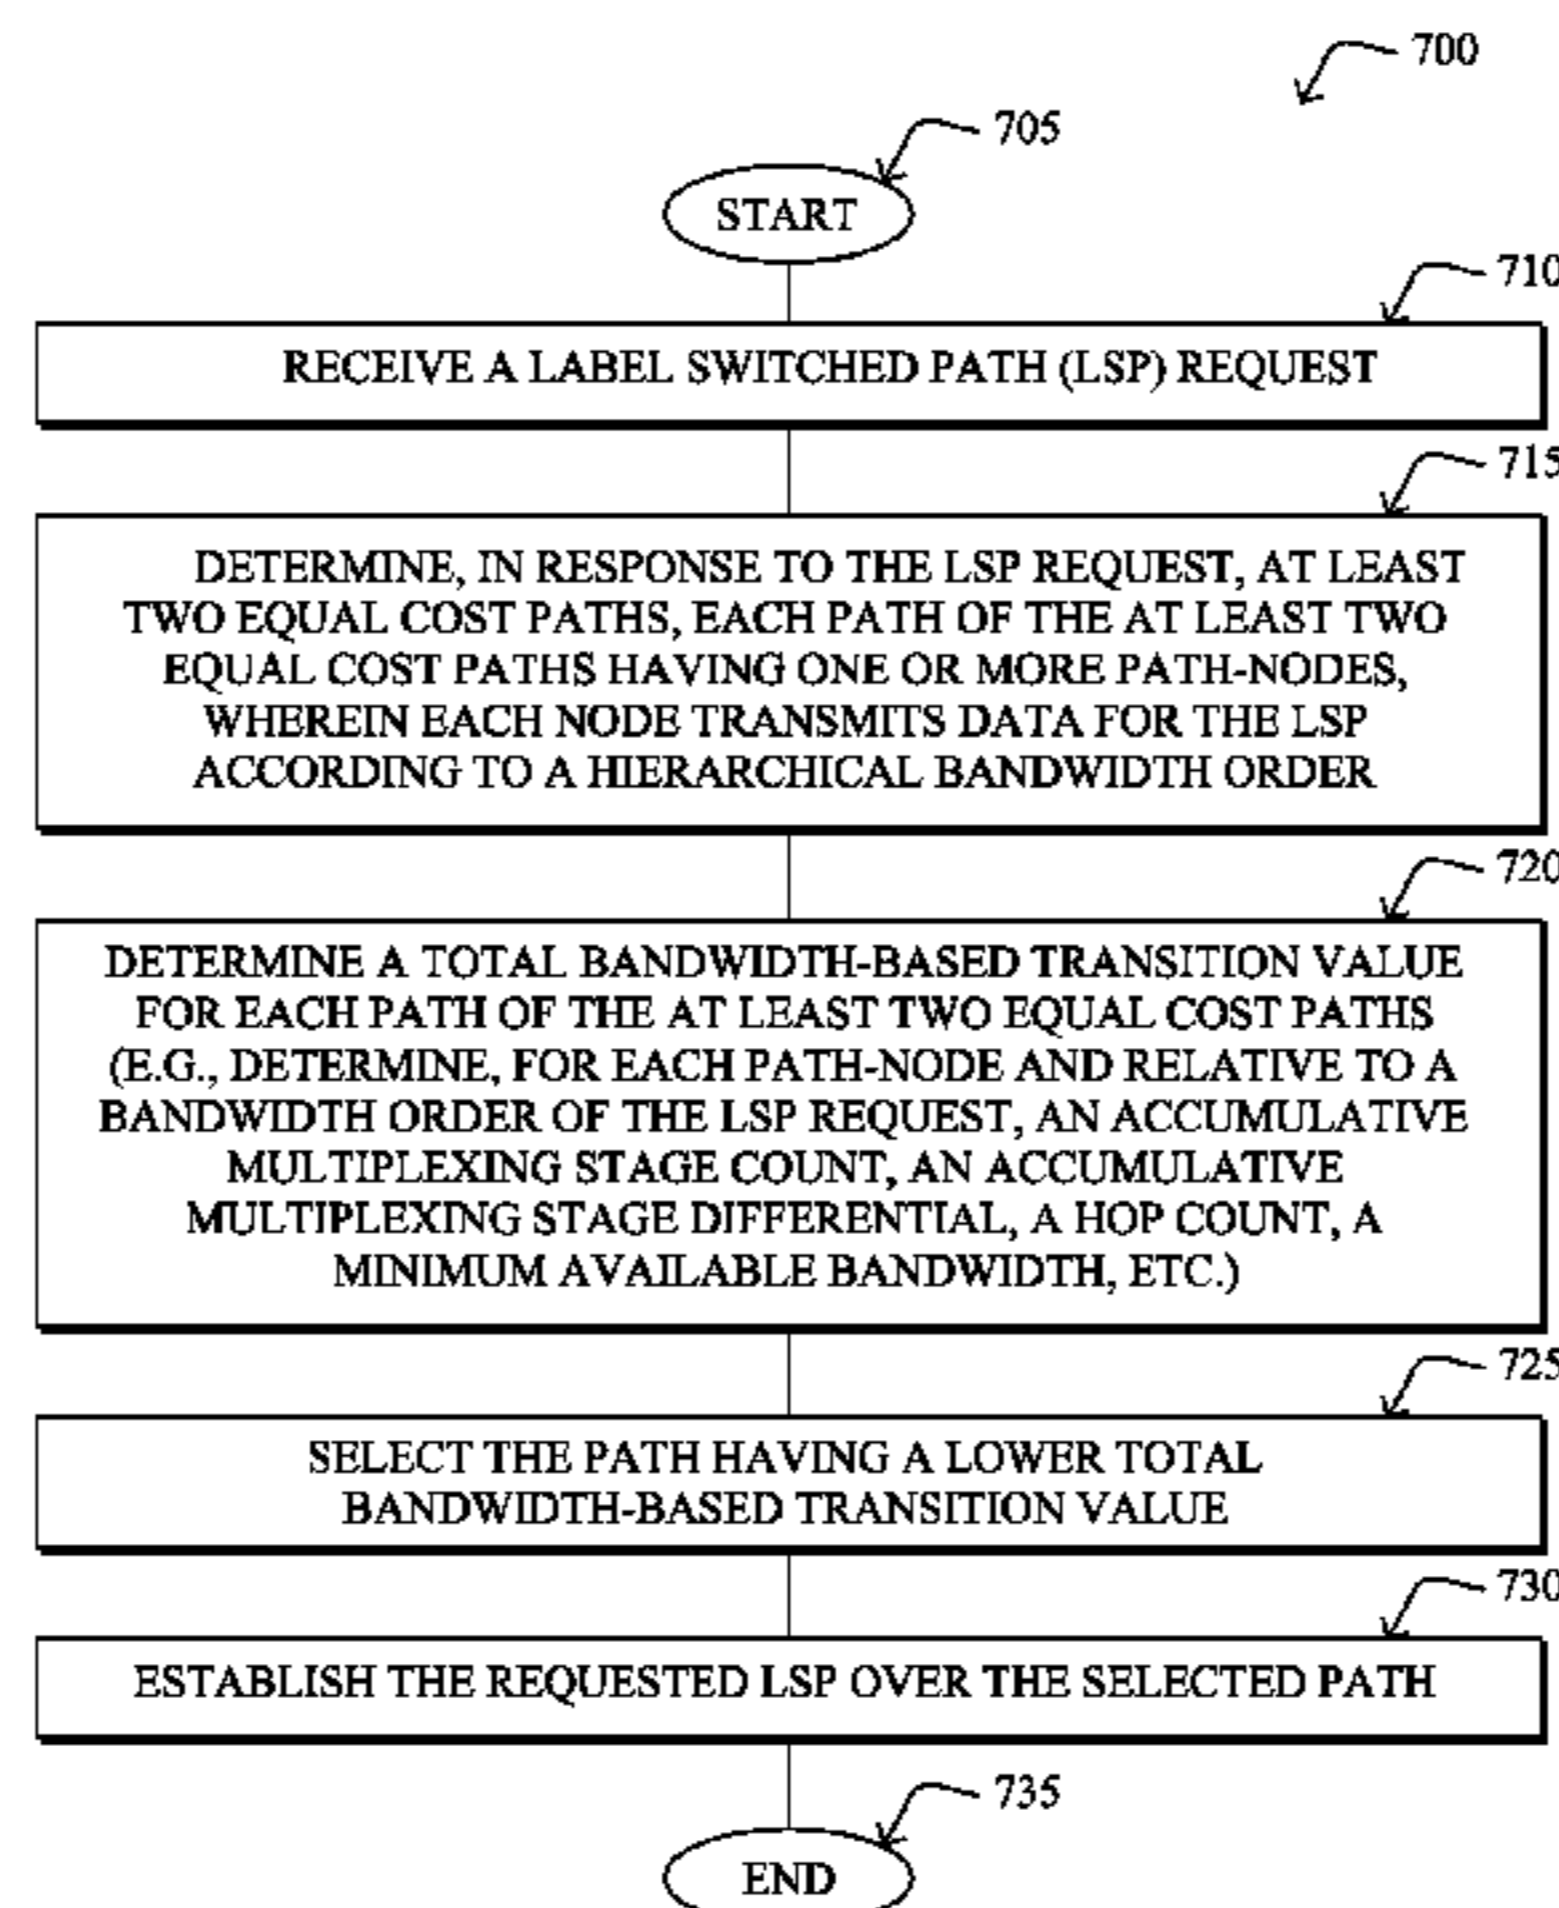 700
705
START
710
RECEIVE A LABEL SWITCHED PATH (LSP) REQUEST
715
DETERMINE, IN RESPONSE TO THE LSP REQUEST, AT LEAST
TWO EQUAL COST PATHS, EACH PATH OF THE AT LEAST TWO
EQUAL COST PATHS HAVING ONE OR MORE PATH-NODES,
WHEREIN EACH NODE TRANSMITS DATA FOR THE LSP
ACCORDING TO A HIERARCHICAL BANDWIDTH ORDER
720
DETERMINE A TOTAL BANDWIDTH-BASED TRANSITION VALUE
FOR EACH PATH OF THE AT LEAST TWO EQUAL COST PATHS
(E.G., DETERMINE, FOR EACH PATH-NODE AND RELATIVE TO A
BANDWIDTH ORDER OF THE LSP REQUEST, AN ACCUMULATIVE
MULTIPLEXING STAGE COUNT, AN ACCUMULATIVE
MULTIPLEXING STAGE DIFFERENTIAL, A HOP COUNT, A
MINIMUM AVAILABLE BANDWIDTH, ETC.)
725
SELECT THE PATH HAVING A LOWER TOTAL
BANDWIDTH-BASED TRANSITION VALUE
730
ESTABLISH THE REQUESTED LSP OVER THE SELECTED PATH
735
END